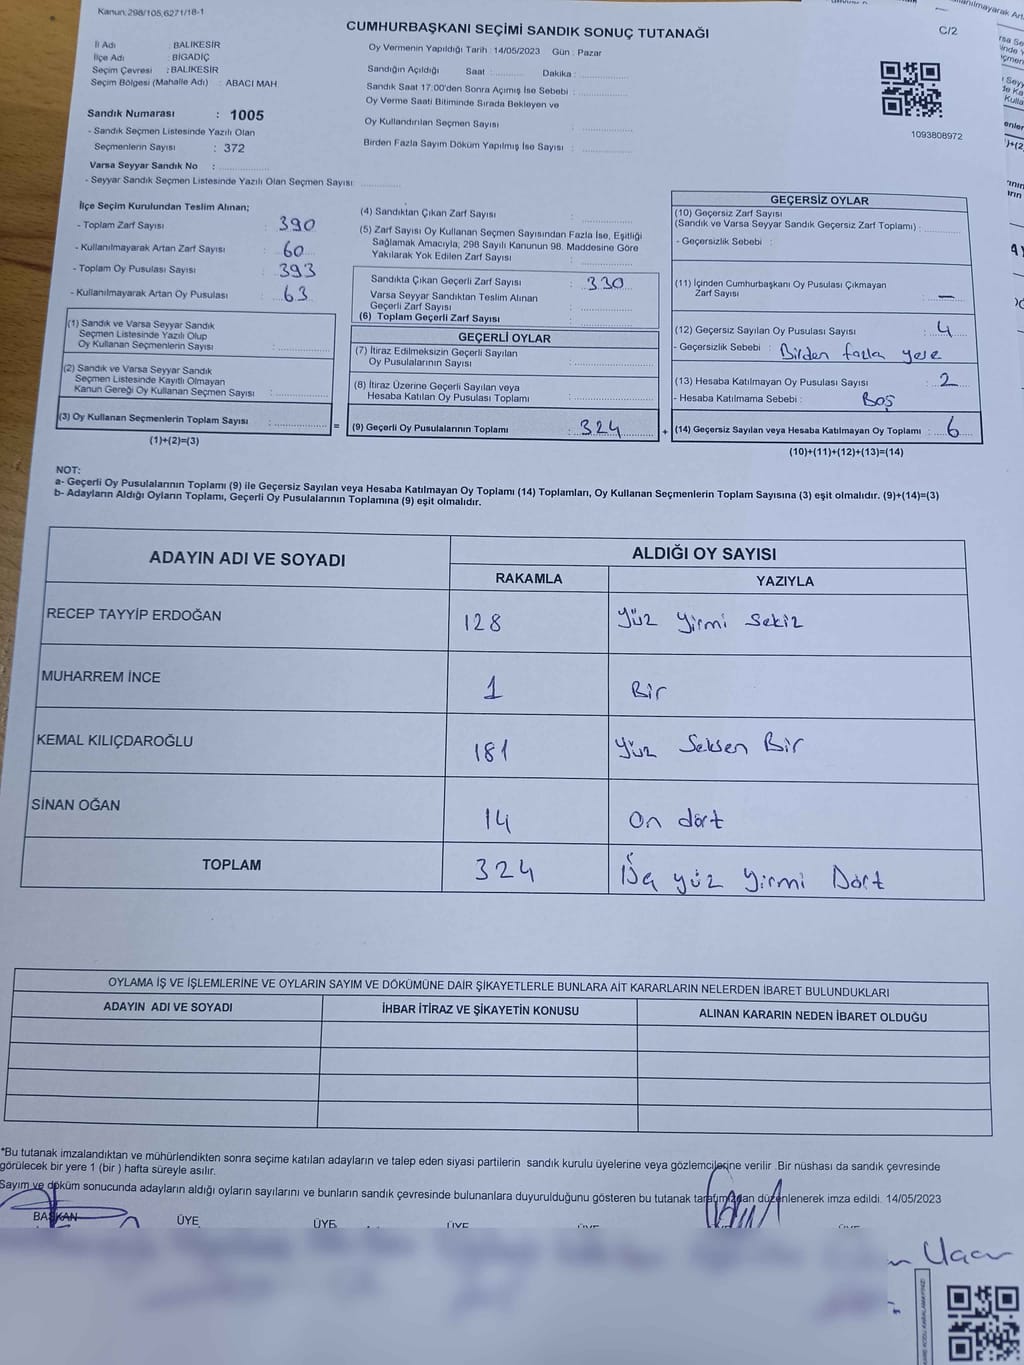 Kanun.298/105,6271/18-1
CUMHURBAŞKANI SEÇİMİ SANDIK SONUÇ TUTANAĞI
C/2
İl Adı : BALIKESİR
İlçe Adı : BİGADİÇ
Seçim Çevresi : BALIKESİR
Seçim Bölgesi (Mahalle Adı) : ABACI MAH.
Oy Vermenin Yapıldığı Tarih : 14/05/2023 Gün : Pazar
Sandığın Açıldığı Saat : Dakika :
Sandık Saat 17:00'den Sonra Açımış İse Sebebi :
Oy Verme Saati Bitiminde Sırada Bekleyen ve
Oy Kullandırılan Seçmen Sayısı :
Birden Fazla Sayım Döküm Yapılmış İse Sayısı :
1093808972
Sandık Numarası : 1005
- Sandık Seçmen Listesinde Yazılı Olan
Seçmenlerin Sayısı : 372
Varsa Seyyar Sandık No :
- Seyyar Sandık Seçmen Listesinde Yazılı Olan Seçmen Sayısı :
İlçe Seçim Kurulundan Teslim Alınan;
- Toplam Zarf Sayısı : 390
- Kullanılmayarak Artan Zarf Sayısı : 60
- Toplam Oy Pusulası Sayısı : 393
- Kullanılmayarak Artan Oy Pusulası : 63
(1) Sandık ve Varsa Seyyar Sandık
Seçmen Listesinde Yazılı Olup
Oy Kullanan Seçmenlerin Sayısı :
(2) Sandık ve Varsa Seyyar Sandık
Seçmen Listesinde Kayıtlı Olmayan
Kanun Gereği Oy Kullanan Seçmen Sayısı :
(3) Oy Kullanan Seçmenlerin Toplam Sayısı :
(1)+(2)=(3)
(4) Sandıktan Çıkan Zarf Sayısı :
(5) Zarf Sayısı Oy Kullanan Seçmen Sayısından Fazla İse, Eşitliği
Sağlamak Amacıyla, 298 Sayılı Kanunun 98. Maddesine Göre
Yakılarak Yok Edilen Zarf Sayısı :
Sandıkta Çıkan Geçerli Zarf Sayısı : 330
Varsa Seyyar Sandıktan Teslim Alınan
Geçerli Zarf Sayısı :
(6) Toplam Geçerli Zarf Sayısı :
GEÇERLİ OYLAR
(7) İtiraz Edilmeksizin Geçerli Sayılan
Oy Pusulalarının Sayısı :
(8) İtiraz Üzerine Geçerli Sayılan veya
Hesaba Katılan Oy Pusulası Toplamı :
= (9) Geçerli Oy Pusulalarının Toplamı : 324
GEÇERSİZ OYLAR
(10) Geçersiz Zarf Sayısı
(Sandık ve Varsa Seyyar Sandık Geçersiz Zarf Toplamı) :
- Geçersizlik Sebebi :
(11) İçinden Cumhurbaşkanı Oy Pusulası Çıkmayan
Zarf Sayısı : —
(12) Geçersiz Sayılan Oy Pusulası Sayısı : 4
- Geçersizlik Sebebi : Birden fazla yere
(13) Hesaba Katılmayan Oy Pusulası Sayısı : 2
- Hesaba Katılmama Sebebi : Boş
+ (14) Geçersiz Sayılan veya Hesaba Katılmayan Oy Toplamı : 6
(10)+(11)+(12)+(13)=(14)
NOT:
a- Geçerli Oy Pusulalarının Toplamı (9) ile Geçersiz Sayılan veya Hesaba Katılmayan Oy Toplamı (14) Toplamları, Oy Kullanan Seçmenlerin Toplam Sayısına (3) eşit olmalıdır. (9)+(14)=(3)
b- Adayların Aldığı Oyların Toplamı, Geçerli Oy Pusulalarının Toplamına (9) eşit olmalıdır.
ADAYIN ADI VE SOYADI ALDIĞI OY SAYISI
RAKAMLA YAZIYLA
RECEP TAYYİP ERDOĞAN 128 Yüz yirmi sekiz
MUHARREM İNCE 1 Bir
KEMAL KILIÇDAROĞLU 181 Yüz Seksen Bir
SİNAN OĞAN 14 On dört
TOPLAM 324 Üç yüz yirmi Dört
OYLAMA İŞ VE İŞLEMLERİNE VE OYLARIN SAYIM VE DÖKÜMÜNE DAİR ŞİKAYETLERLE BUNLARA AİT KARARLARIN NELERDEN İBARET BULUNDUKLARI
ADAYIN ADI VE SOYADI İHBAR İTİRAZ VE ŞİKAYETİN KONUSU ALINAN KARARIN NEDEN İBARET OLDUĞU
*Bu tutanak imzalandıktan ve mühürlendikten sonra seçime katılan adayların ve talep eden siyasi partilerin sandık kurulu üyelerine veya gözlemcilerine verilir .Bir nüshası da sandık çevresinde
görülecek bir yere 1 (bir ) hafta süreyle asılır.
Sayım ve döküm sonucunda adayların aldığı oyların sayılarını ve bunların sandık çevresinde bulunanlara duyurulduğunu gösteren bu tutanak tarafımızdan düzenlenerek imza edildi. 14/05/2023
BAŞKAN ÜYE ÜYE ÜYE ÜYE